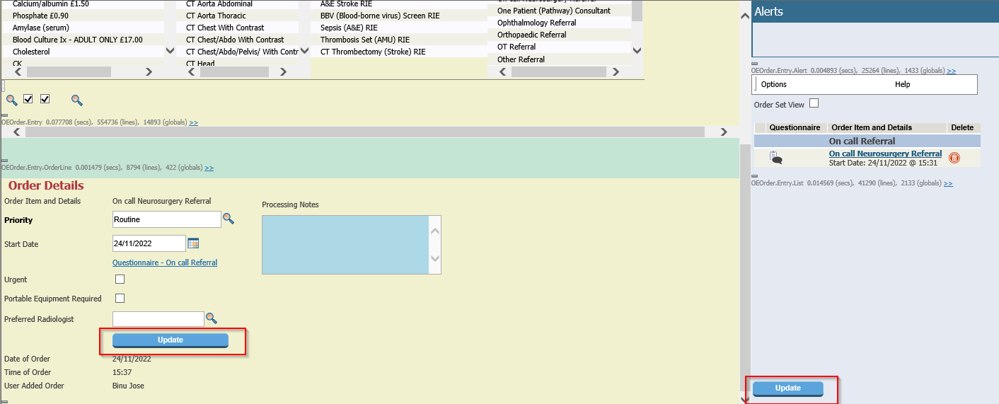 Calcium/albumin £1.50
Phosphate £0.90
Amylase (serum)
Blood Culture Ix - ADULT ONLY £17.00
Cholesterol
CK
CT Aorta Abdominal
CT Aorta Thoracic
CT Chest With Contrast
CT Chest/Abdo With Contrast
CT Chest/Abdo/Pelvis/ With Contr
CT Head
A&E Stroke RIE
BBV (Blood-borne virus) Screen RIE
Sepsis (A&E) RIE
Thrombosis Set (AMU) RIE
CT Thrombectomy (Stroke) RIE
On call Neurosurgery Referral
One Patient (Pathway) Consultant
Ophthalmology Referral
Orthopaedic Referral
OT Referral
Other Referral
OEOrder.Entry 0.077708 (secs), 554736 (lines), 14893 (globals) >>
OEOrder.Entry.OrderLine 0.001479 (secs), 8794 (lines), 422 (globals) >>
Order Details
Order Item and Details On call Neurosurgery Referral
Priority Routine
Start Date 24/11/2022
Questionnaire - On call Referral
Urgent
Portable Equipment Required
Preferred Radiologist
Update
Date of Order 24/11/2022
Time of Order 15:37
User Added Order Binu Jose
Processing Notes
Alerts
OEOrder.Entry.Alert 0.004893 (secs), 25264 (lines), 1433 (globals) >>
Options Help
Order Set View
Questionnaire Order Item and Details Delete
On call Referral
On call Neurosurgery Referral
Start Date: 24/11/2022 @ 15:31
OEOrder.Entry.List 0.014569 (secs), 41290 (lines), 2133 (globals) >>
Update